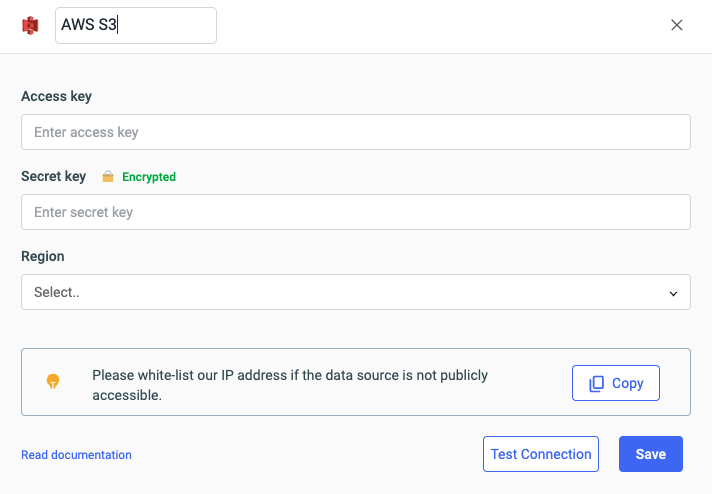 AWS S3
Access key
Enter access key
Secret key Encrypted
Enter secret key
Region
Select..
Please white-list our IP address if the data source is not publicly
accessible.
Copy
Read documentation
Test Connection
Save